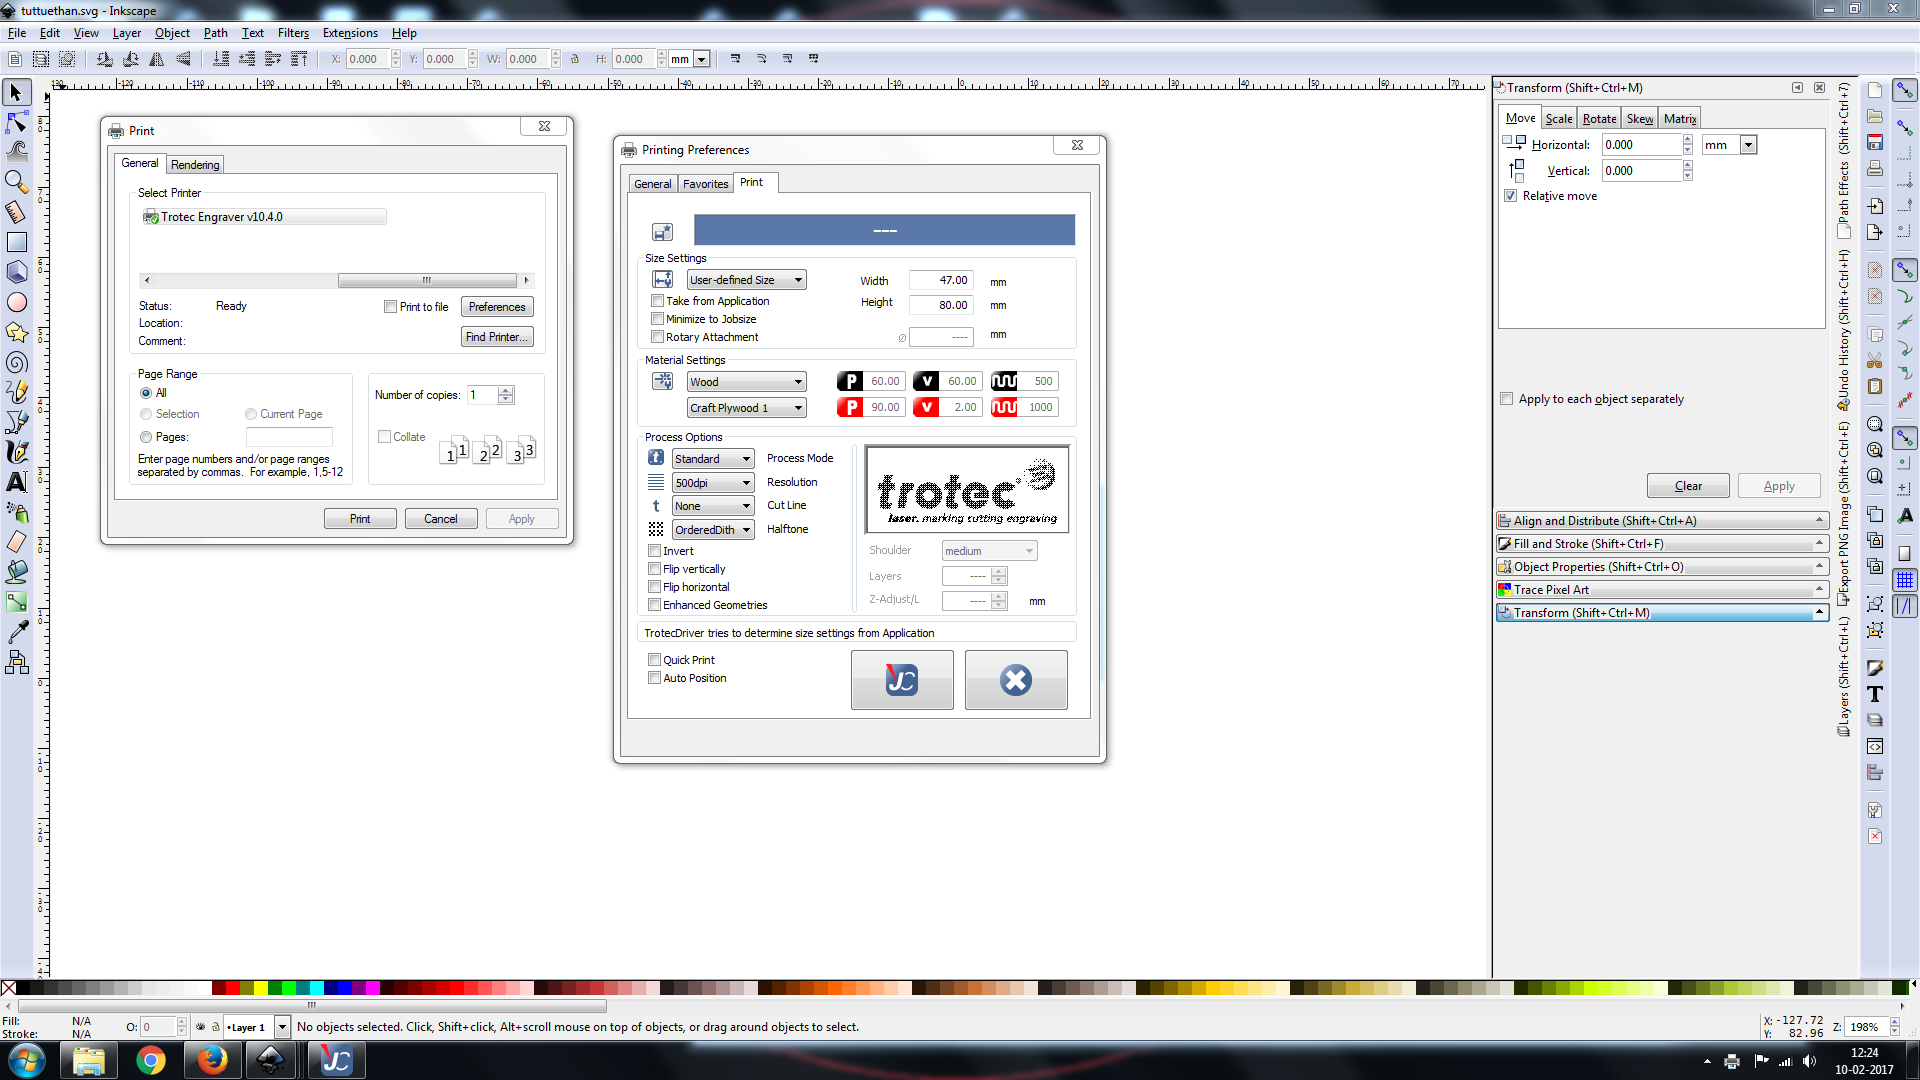 tuttuethan.svg - Inkscape
File Edit View Layer Object Path Text Filters Extensions Help
X: 0.000 Y: 0.000 W: 0.000 H: 0.000 mm
Print
General Rendering
Select Printer
Trotec Engraver v10.4.0
Status: Ready
Print to file Preferences
Location:
Comment:
Find Printer...
Page Range
All
Selection Current Page
Pages:
Enter page numbers and/or page ranges
separated by commas. For example, 1,5-12
Number of copies: 1
Collate
1 1 2 2 3 3
Print Cancel Apply
Printing Preferences
General Favorites Print
---
Size Settings
User-defined Size Width 47.00 mm
Take from Application Height 80.00 mm
Minimize to Jobsize
Rotary Attachment ⌀ ---- mm
Material Settings
Wood P 60.00 V 60.00 500
Craft Plywood 1 P 90.00 V 2.00 1000
Process Options
t Standard Process Mode
500dpi Resolution
t None Cut Line
OrderedDith Halftone
Invert
Flip vertically
Flip horizontal
Enhanced Geometries
trotec
laser. marking cutting engraving
Shoulder medium
Layers ----
Z-Adjust/L ---- mm
TrotecDriver tries to determine size settings from Application
Quick Print
Auto Position
JC
Transform (Shift+Ctrl+M)
Move Scale Rotate Skew Matrix
Horizontal: 0.000 mm
Vertical: 0.000
Relative move
Apply to each object separately
Clear Apply
Align and Distribute (Shift+Ctrl+A)
Fill and Stroke (Shift+Ctrl+F)
Object Properties (Shift+Ctrl+O)
Trace Pixel Art
Transform (Shift+Ctrl+M)
Path Effects (Shift+Ctrl+7)
Undo History (Shift+Ctrl+H)
Export PNG Image (Shift+Ctrl+E)
Layers (Shift+Ctrl+L)
Fill: N/A
Stroke: N/A
O: 0
•Layer 1
No objects selected. Click, Shift+click, Alt+scroll mouse on top of objects, or drag around objects to select.
X: -127.72
Y: 82.96
Z: 198%
JC
12:24
10-02-2017